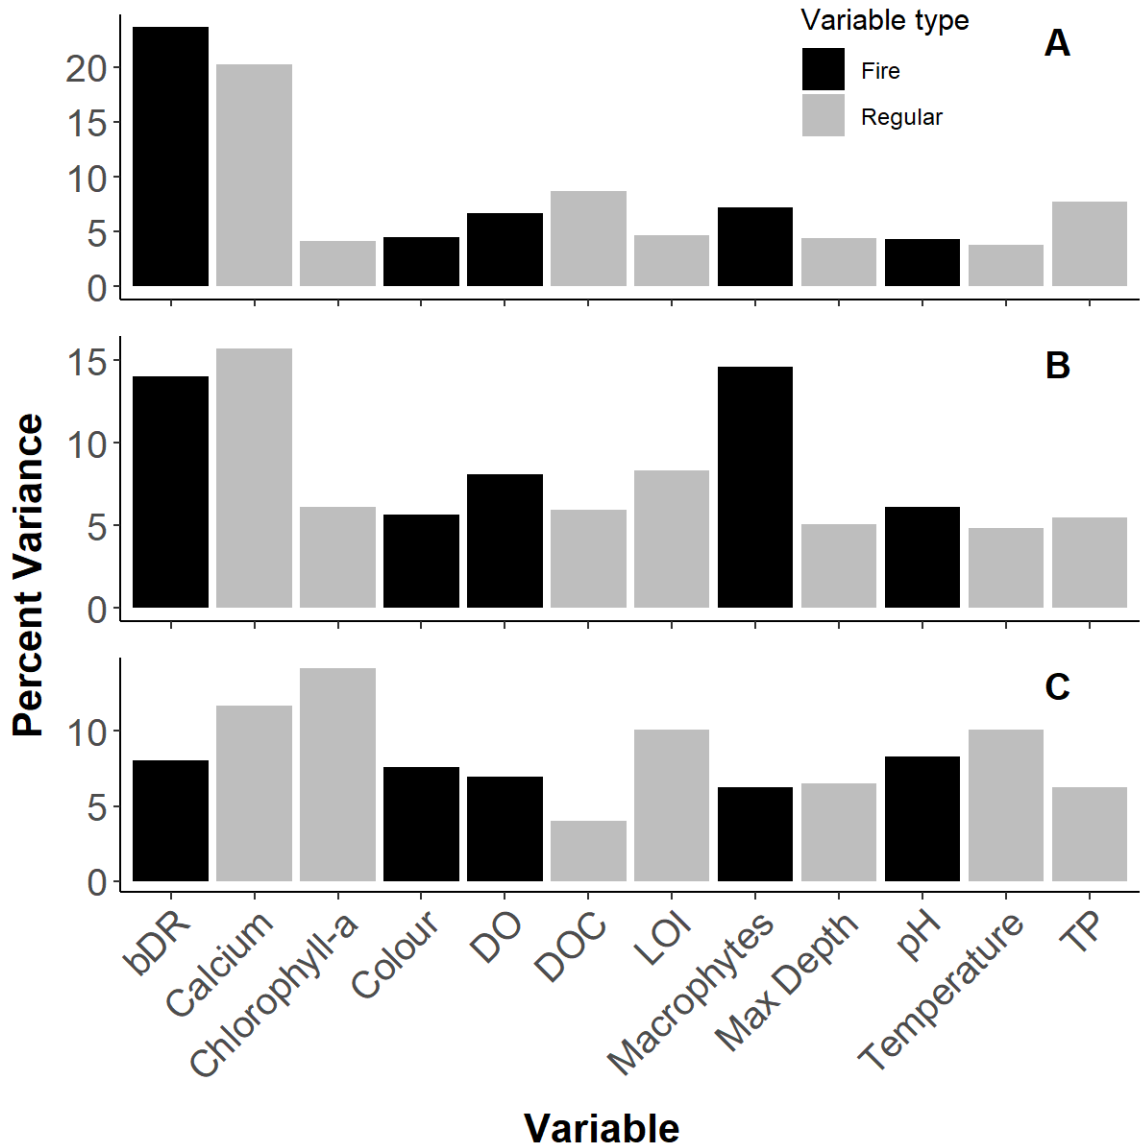 Variable type
Fire
Regular
A
20
15
10
5
0
B
15
10
5
0
C
10
5
0
Percent Variance
bDR
Calcium
Chlorophyll-a
Colour
DO
DOC
LOI
Macrophytes
Max Depth
pH
Temperature
TP
Variable